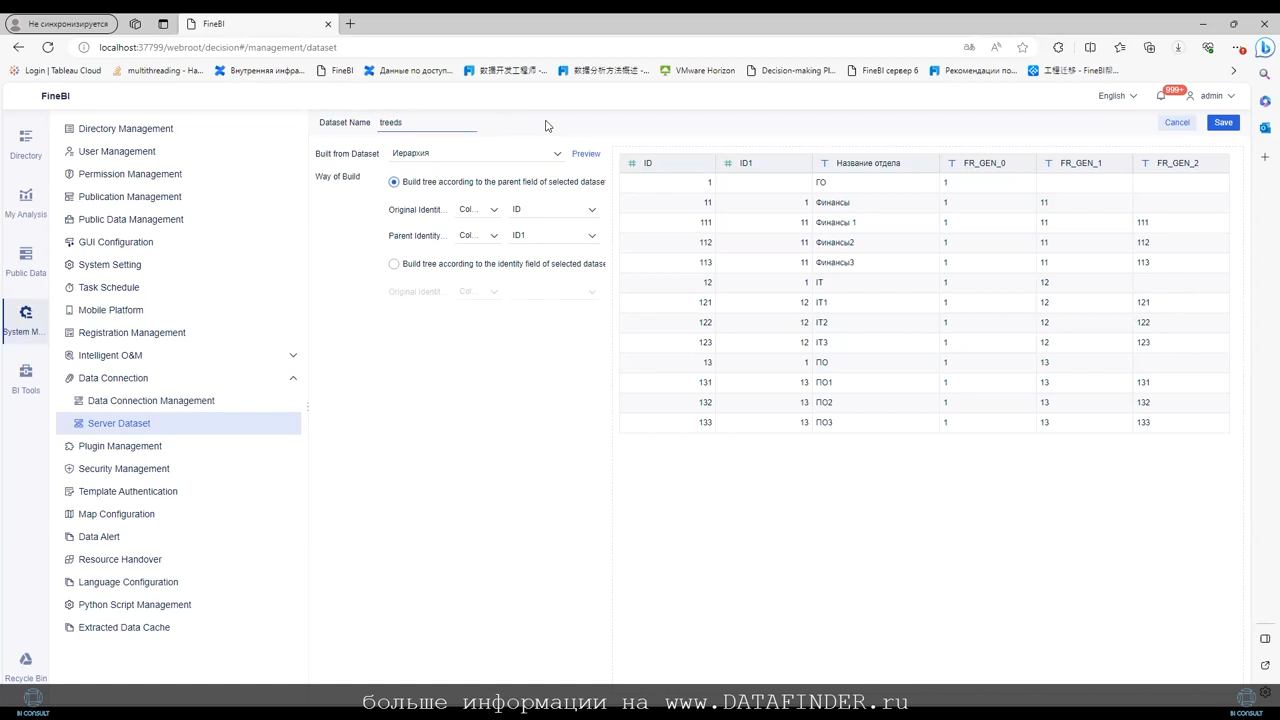 Не синхронизируется
FineBI
localhost:37799/webroot/decision#/management/dataset
Login | Tableau Cloud
multithreading - Ha...
Внутренняя инфра...
FineBI
Данные по доступ...
数据开发工程师 -...
数据分析方法概述 -...
VMware Horizon
Decision-making Pl...
FineBI сервер 6
Рекомендации по...
工程迁移 - FineBI帮...
FineBI
English
999+
admin
Directory
My Analysis
Public Data
System M...
BI Tools
Recycle Bin
Directory Management
User Management
Permission Management
Publication Management
Public Data Management
GUI Configuration
System Setting
Task Schedule
Mobile Platform
Registration Management
Intelligent O&M
Data Connection
Data Connection Management
Server Dataset
Plugin Management
Security Management
Template Authentication
Map Configuration
Data Alert
Resource Handover
Language Configuration
Python Script Management
Extracted Data Cache
Dataset Name treeds
Cancel Save
Built from Dataset Иерархия Preview
Way of Build
Build tree according to the parent field of selected datase
Original Identit... Col... ID
Parent Identity... Col... ID1
Build tree according to the identity field of selected datase
Original Identit... Col...
ID ID1 Название отдела FR_GEN_0 FR_GEN_1 FR_GEN_2
1 ГО 1
11 1 Финансы 1 11
111 11 Финансы 1 1 11 111
112 11 Финансы2 1 11 112
113 11 Финансы3 1 11 113
12 1 IT 1 12
121 12 IT1 1 12 121
122 12 IT2 1 12 122
123 12 IT3 1 12 123
13 1 ПО 1 13
131 13 ПО1 1 13 131
132 13 ПО2 1 13 132
133 13 ПО3 1 13 133
IN CONSULT
больше информации на www.DATAFINDER.ru
IN CONSULT